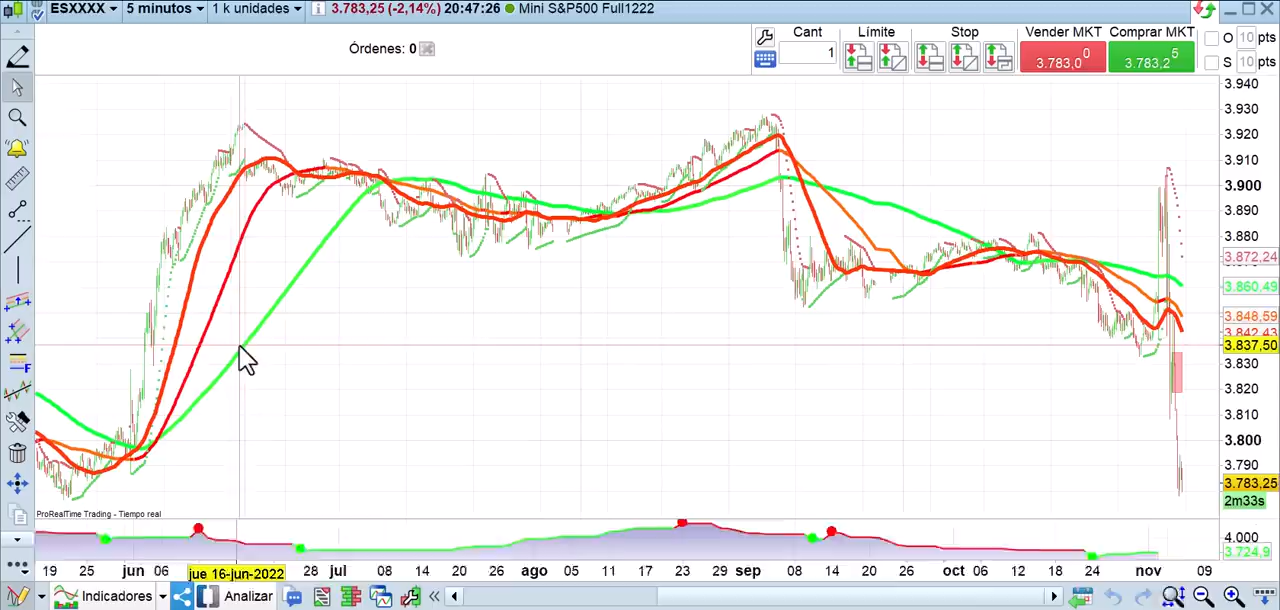 ESXXXX 5 minutos 1 k unidades 3.783,25 (-2,14%) 20:47:26 Mini S&P500 Full1222
Órdenes: 0
Cant Límite Stop Vender MKT Comprar MKT O 10 pts
1 3.783,0 0 3.783,2 5 S 10 pts
3.940
3.930
3.920
3.910
3.900
3.890
3.880
3.872,24
3.860,49
3.848,59
3.842,43
3.837,50
3.830
3.820
3.810
3.800
3.790
3.783,25
2m33s
ProRealTime Trading - Tiempo real
4.000
3.724,9
19 25 jun 06 jue 16-jun-2022 28 jul 08 14 20 26 ago 05 11 17 23 29 sep 08 14 20 26 oct 06 12 18 24 nov 09
Indicadores Analizar